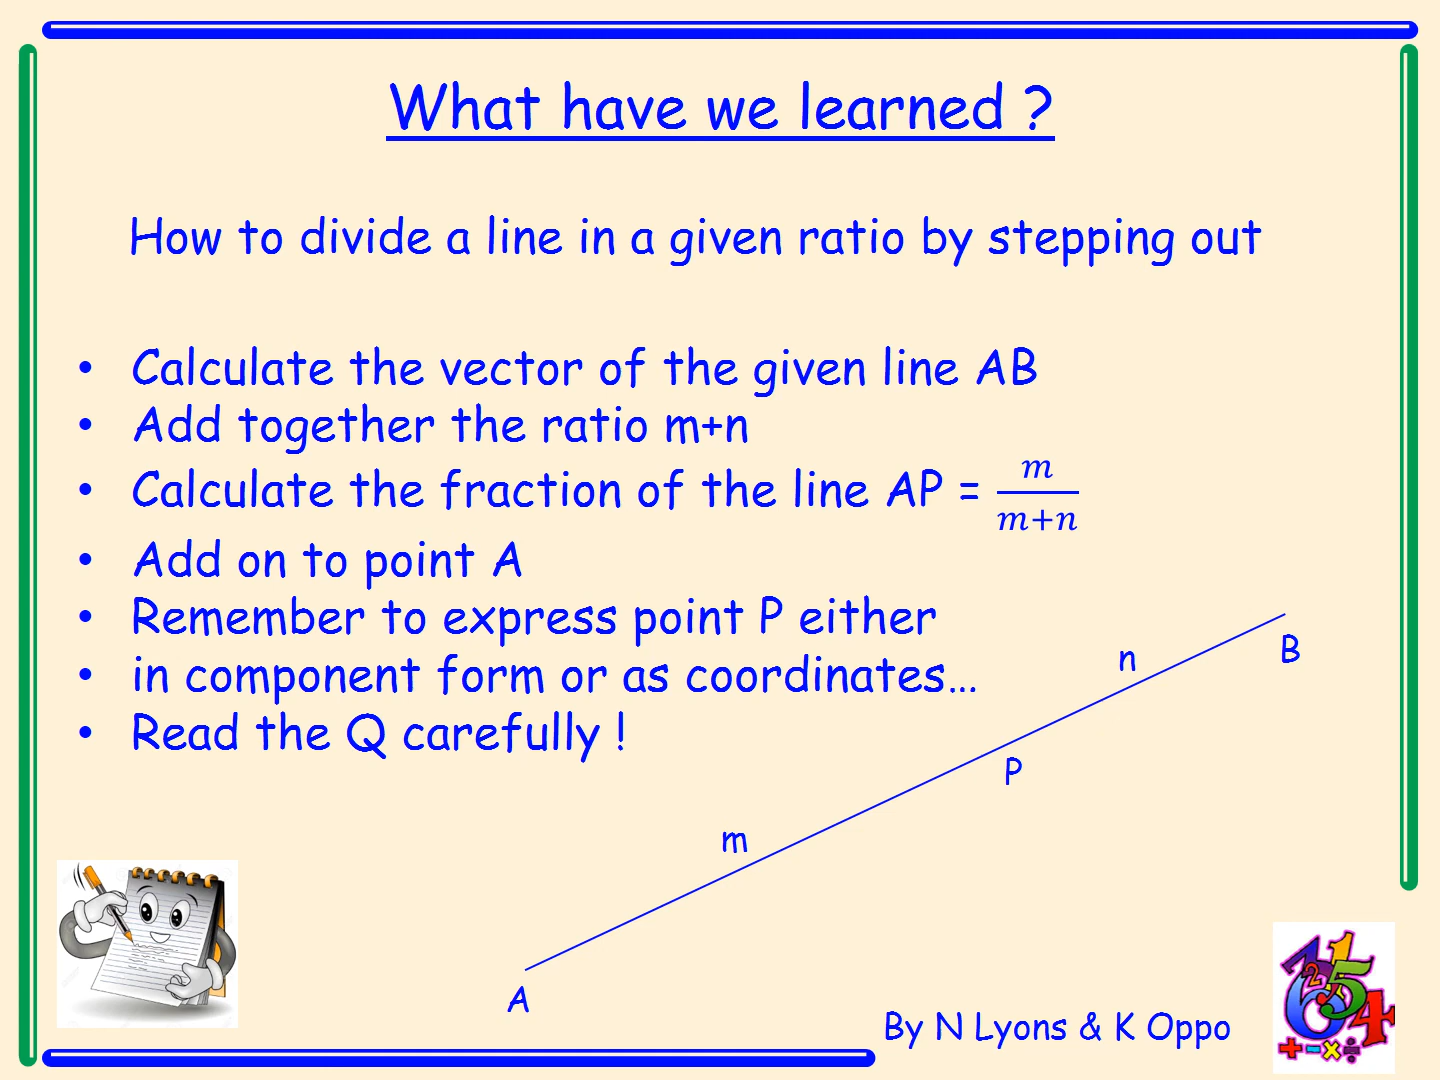 What have we learned ?
How to divide a line in a given ratio by stepping out
• Calculate the vector of the given line AB
• Add together the ratio m+n
• Calculate the fraction of the line AP = m/(m+n)
• Add on to point A
• Remember to express point P either
• in component form or as coordinates…
• Read the Q carefully !
B
n
P
m
A
By N Lyons & K Oppo